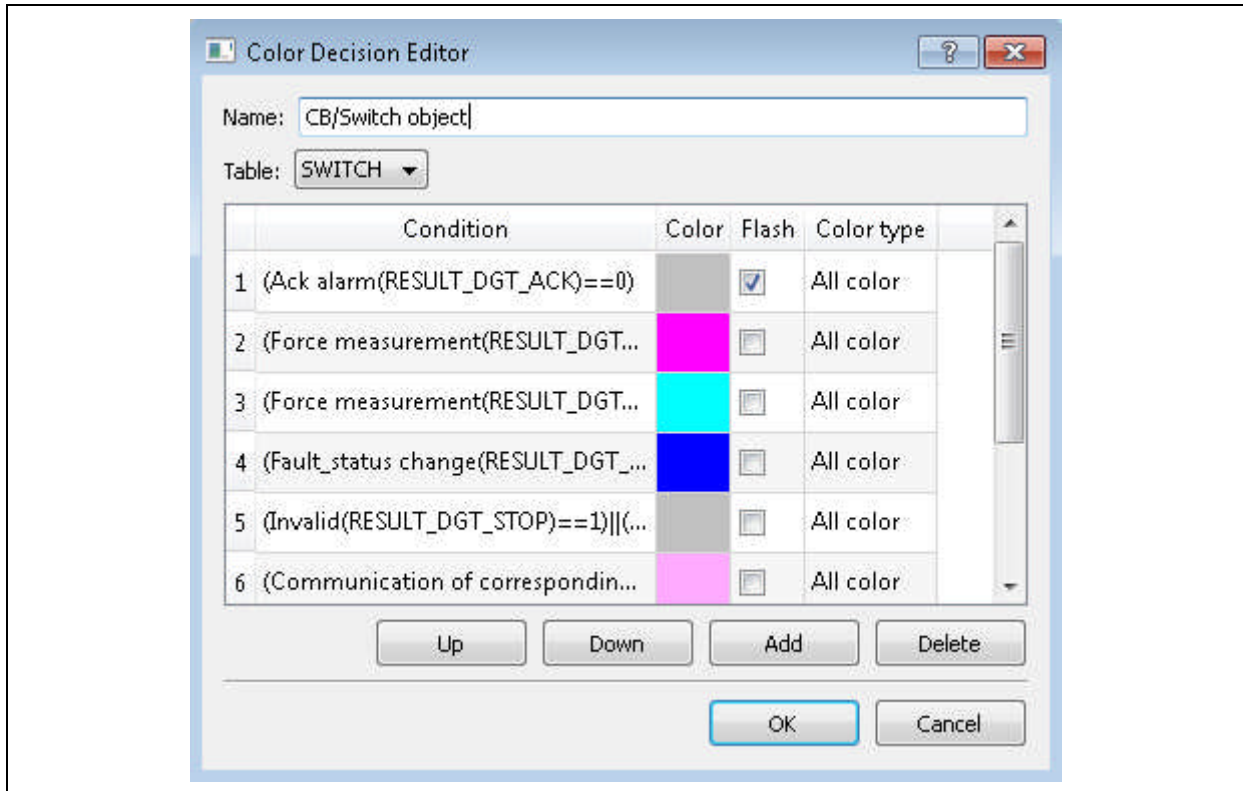 Color Decision Editor
Name: CB/Switch object
Table: SWITCH
Condition Color Flash Color type
1 (Ack alarm(RESULT_DGT_ACK)==0) All color
2 (Force measurement(RESULT_DGT... All color
3 (Force measurement(RESULT_DGT... All color
4 (Fault_status change(RESULT_DGT_... All color
5 (Invalid(RESULT_DGT_STOP)==1)||(... All color
6 (Communication of correspondin... All color
Up Down Add Delete
OK Cancel